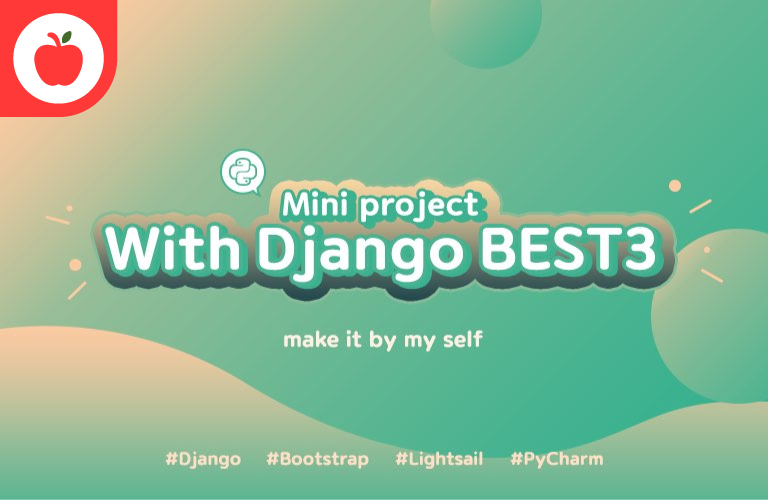 Mini project
With Django BEST3
make it by my self
#Django #Bootstrap #Lightsail #PyCharm